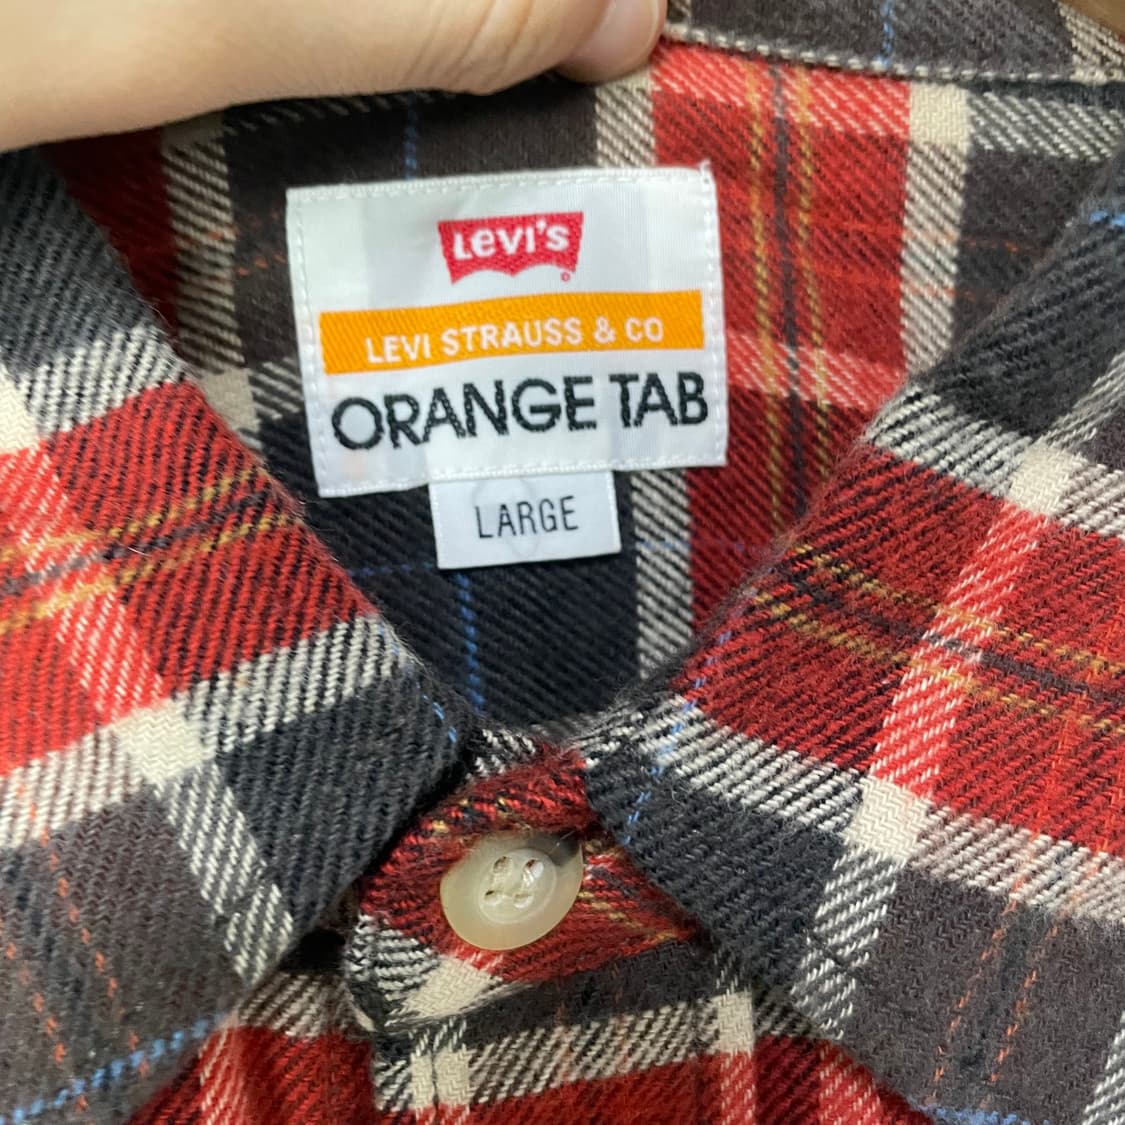 LEVI'S
LEVI STRAUSS & CO
ORANGE TAB
LARGE